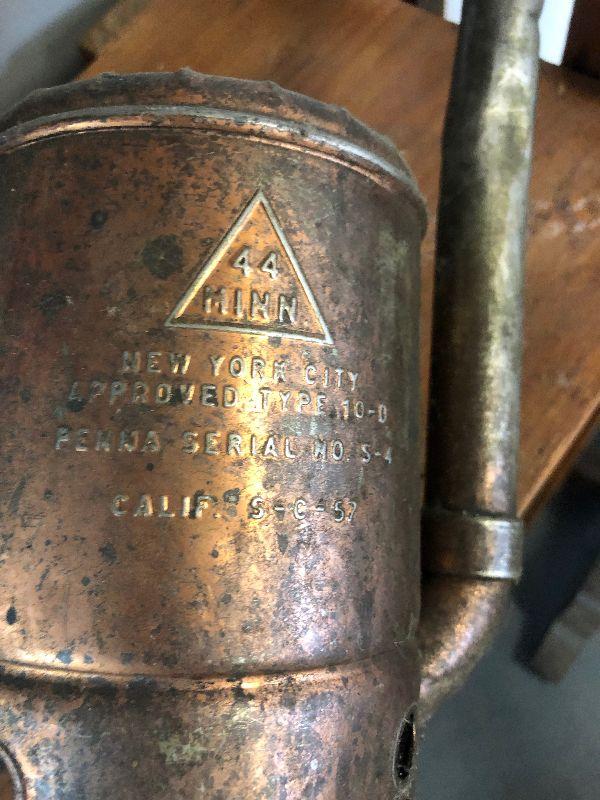 44
MINN
NEW YORK CITY
APPROVED TYPE 10-D
PENNA SERIAL NO. S-4
CALIF. S-C-57